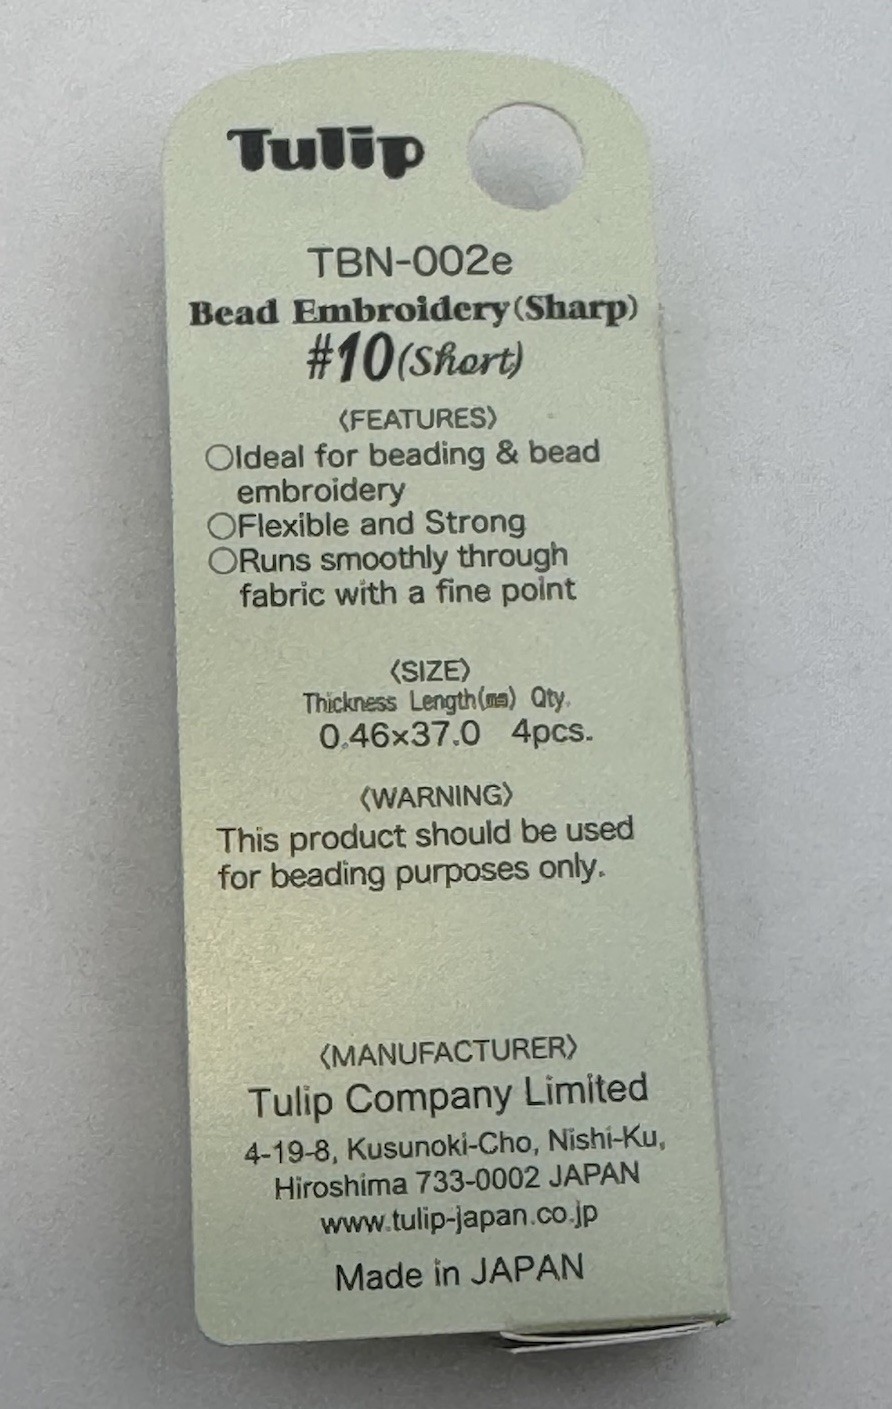 Tulip
TBN-002e
Bead Embroidery(Sharp)
#10(Short)
〈FEATURES〉
○Ideal for beading & bead
embroidery
○Flexible and Strong
○Runs smoothly through
fabric with a fine point
〈SIZE〉
Thickness Length(㎜) Qty.
0.46×37.0 4pcs.
〈WARNING〉
This product should be used
for beading purposes only.
〈MANUFACTURER〉
Tulip Company Limited
4-19-8, Kusunoki-Cho, Nishi-Ku,
Hiroshima 733-0002 JAPAN
www.tulip-japan.co.jp
Made in JAPAN